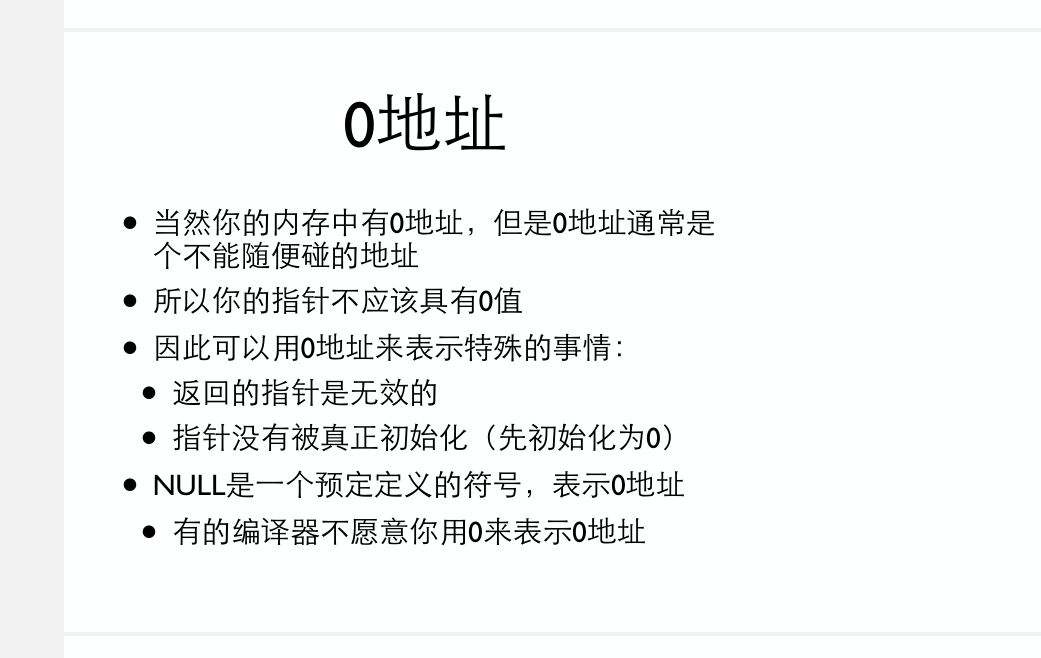 0地址
• 当然你的内存中有0地址，但是0地址通常是
个不能随便碰的地址
• 所以你的指针不应该具有0值
• 因此可以用0地址来表示特殊的事情：
• 返回的指针是无效的
• 指针没有被真正初始化（先初始化为0）
• NULL是一个预定定义的符号，表示0地址
• 有的编译器不愿意你用0来表示0地址